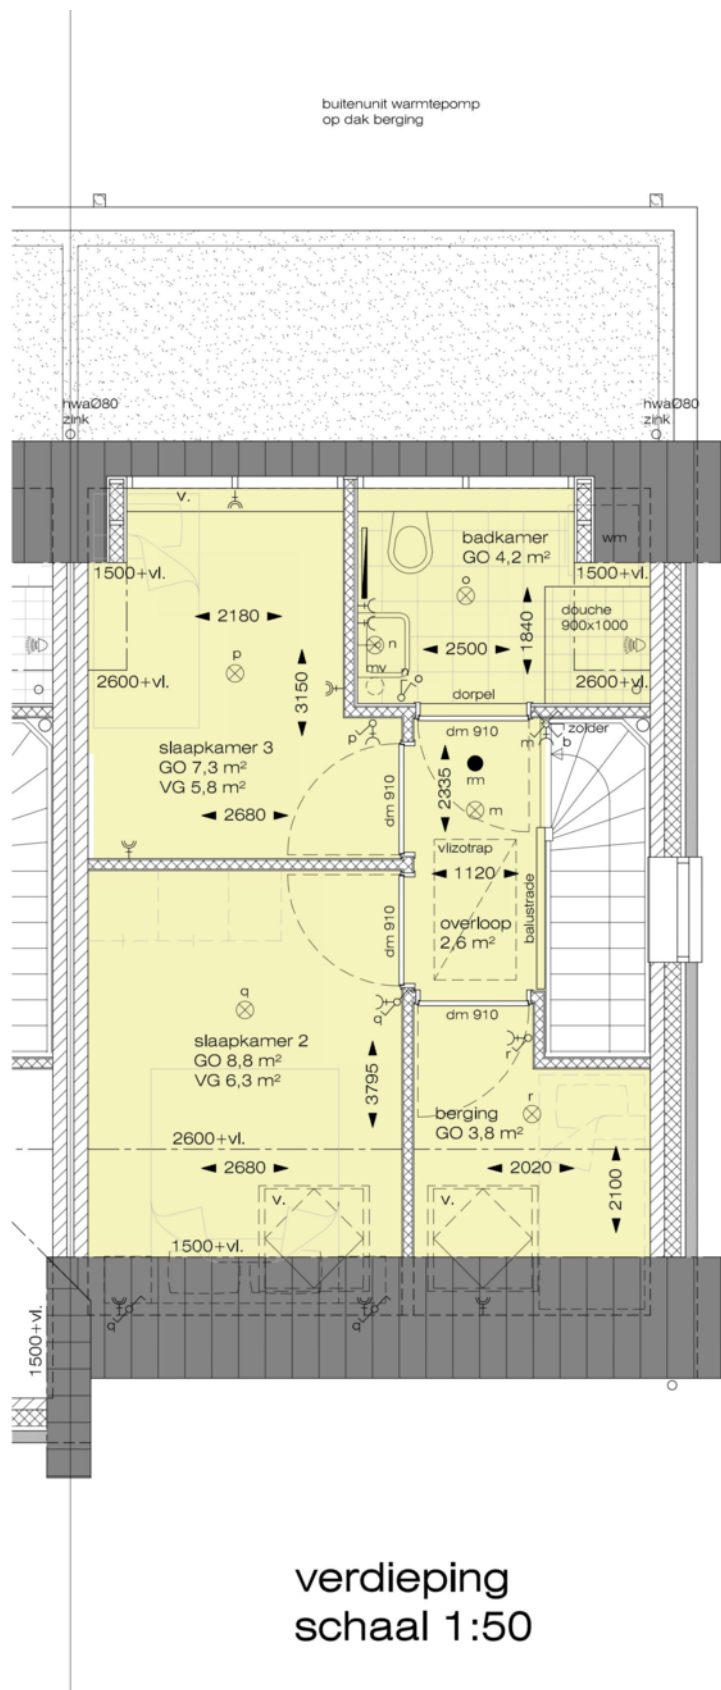 buitenunit warmtepomp
op dak berging
hwaØ80
zink
hwaØ80
zink
v.
badkamer
GO 4,2 m²
wm
1500+vl.
1500+vl.
o
douche
900x1000
2180
1840
n
2500
p
mv
n
2600+vl.
2600+vl.
3150
dorpel
p
dm 910
m
zolder
b
slaapkamer 3
GO 7,3 m²
VG 5,8 m²
rm
2335
dm 910
m
2680
vlizotrap
1120
balustrade
overloop
2,6 m²
dm 910
q
q
dm 910
slaapkamer 2
GO 8,8 m²
VG 6,3 m²
r
3795
r
berging
GO 3,8 m²
2600+vl.
2680
2020
2100
v.
v.
1500+vl.
q
q
1500+vl.
verdieping
schaal 1:50